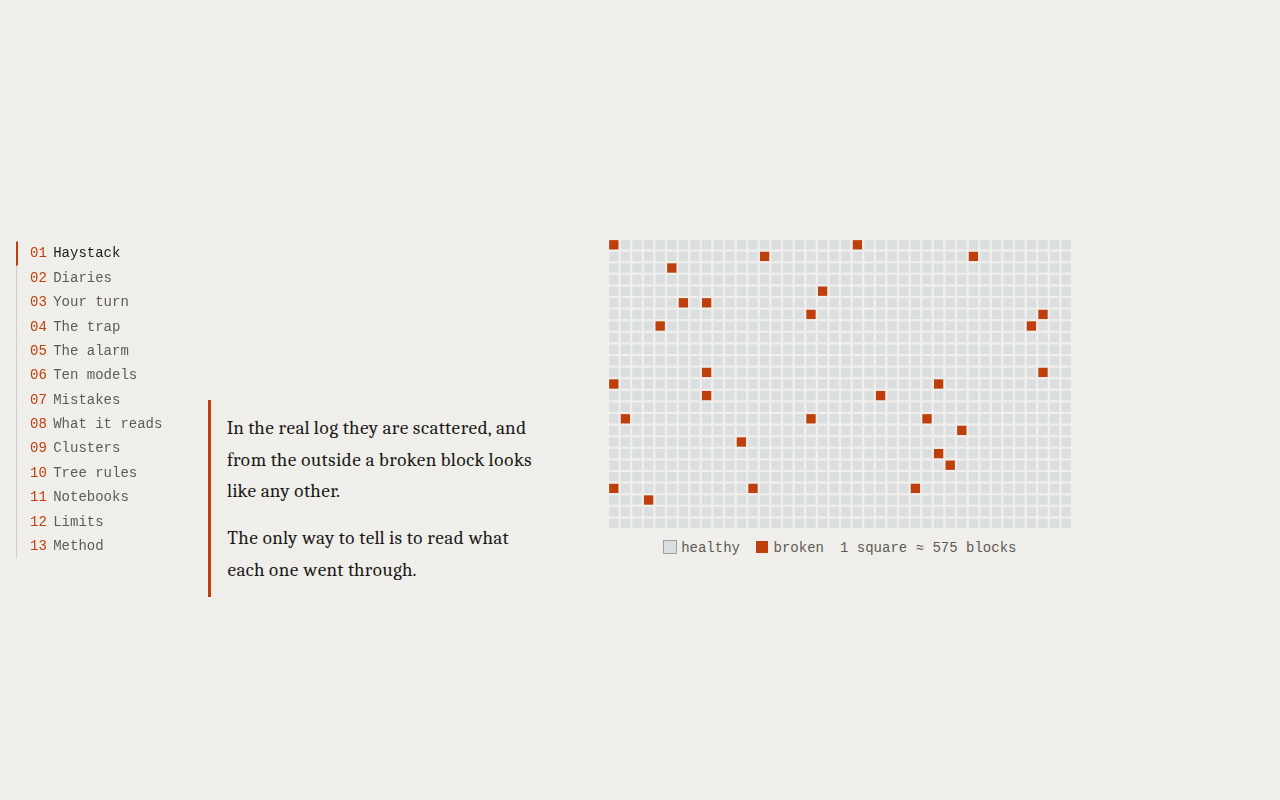 01 Haystack
02 Diaries
03 Your turn
04 The trap
05 The alarm
06 Ten models
07 Mistakes
08 What it reads
09 Clusters
10 Tree rules
11 Notebooks
12 Limits
13 Method
In the real log they are scattered, and
from the outside a broken block looks
like any other.
The only way to tell is to read what
each one went through.
healthy broken 1 square ≈ 575 blocks